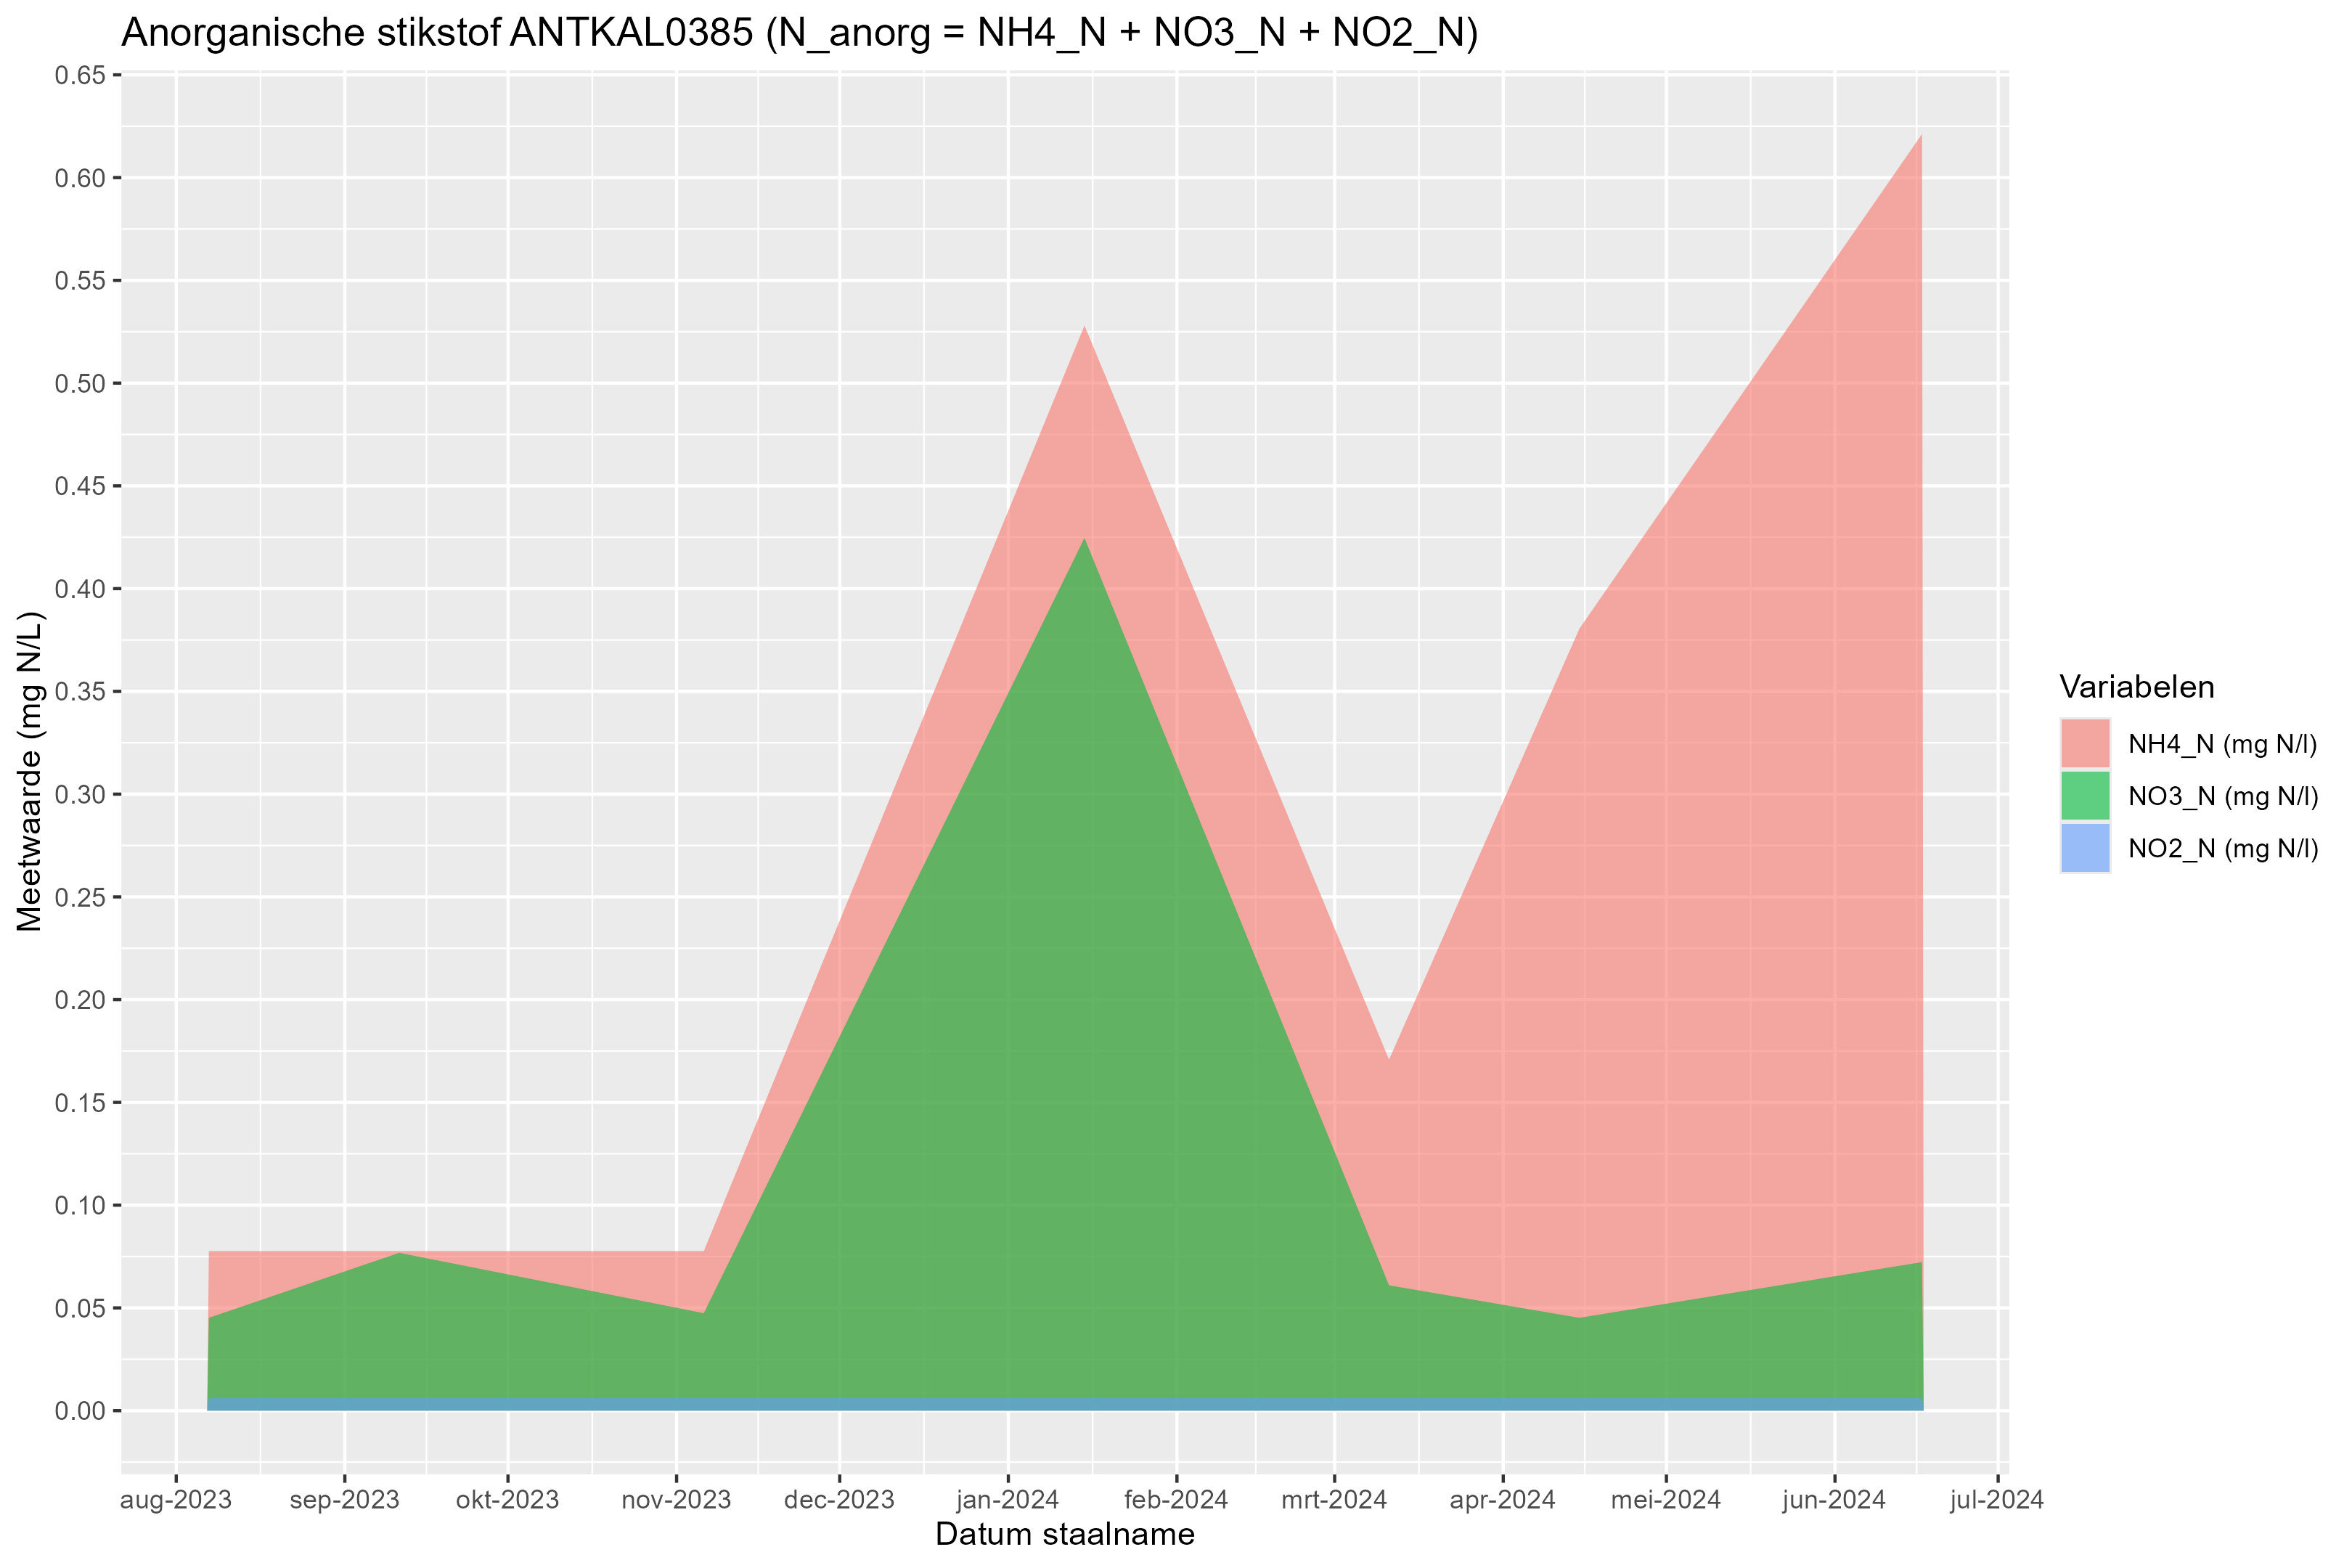 Anorganische stikstof ANTKAL0385 (N_anorg = NH4_N + NO3_N + NO2_N)
0.65
0.60
0.55
0.50
0.45
0.40
0.35
0.30
0.25
0.20
0.15
0.10
0.05
0.00
Meetwaarde (mg N/L)
aug-2023 sep-2023 okt-2023 nov-2023 dec-2023 jan-2024 feb-2024 mrt-2024 apr-2024 mei-2024 jun-2024 jul-2024
Datum staalname
Variabelen
NH4_N (mg N/l)
NO3_N (mg N/l)
NO2_N (mg N/l)